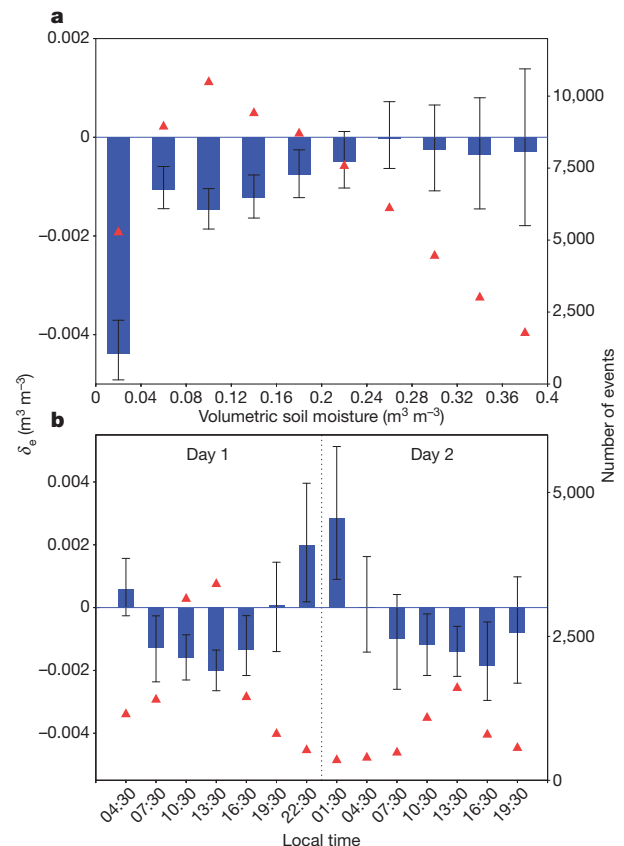 a
0.002
0
−0.002
−0.004
10,000
7,500
5,000
2,500
0
0 0.04 0.08 0.12 0.16 0.2 0.24 0.28 0.32 0.36 0.4
Volumetric soil moisture (m³ m⁻³)
δe (m³ m⁻³)
Number of events
b
Day 1 Day 2
0.004
0.002
0
−0.002
−0.004
5,000
2,500
0
04:30 07:30 10:30 13:30 16:30 19:30 22:30 01:30 04:30 07:30 10:30 13:30 16:30 19:30
Local time